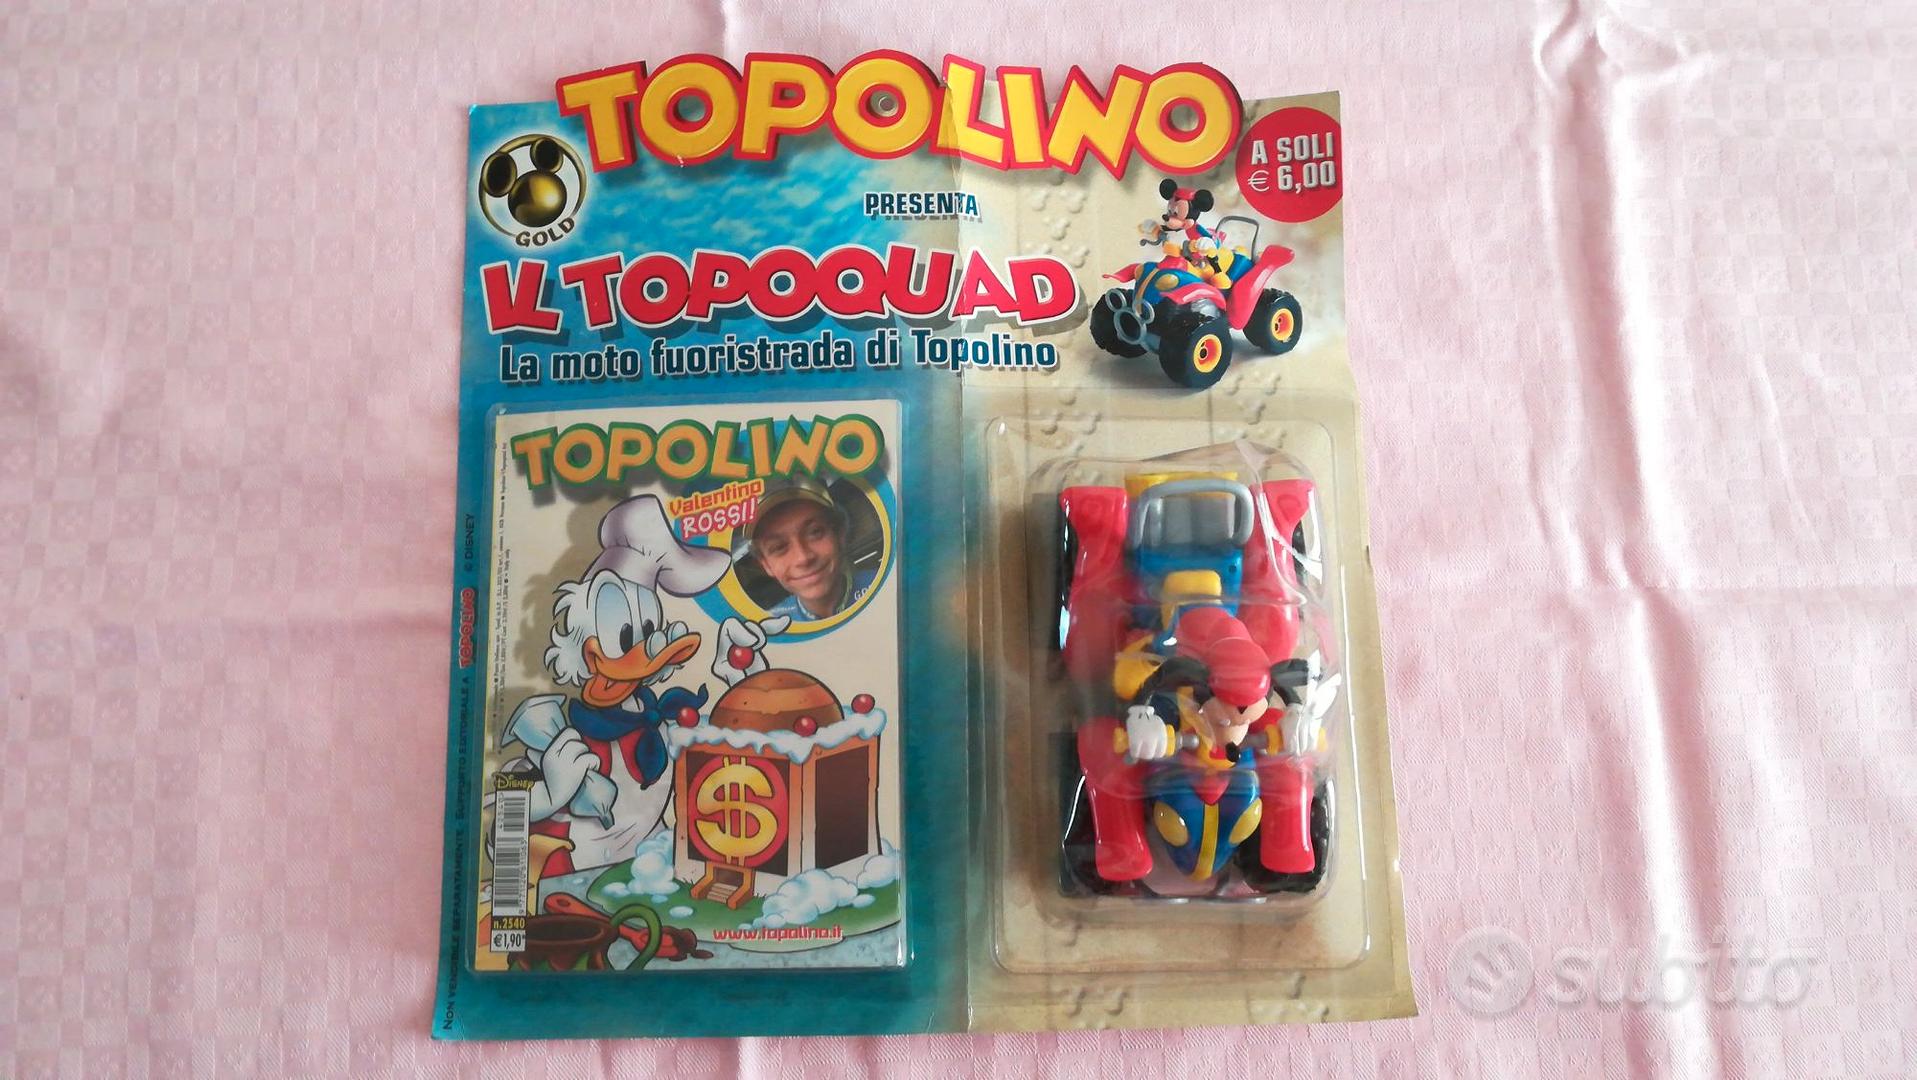 TOPOLINO
A SOLI
€ 6,00
GOLD
PRESENTA
IL TOPOQUAD
La moto fuoristrada di Topolino
TOPOLINO
Valentino
ROSSI!
Disney
n.2540
€ 1,90
$
www.topolino.it
NON VENDIBILE SEPARATAMENTE SUPPORTO EDITORIALE A TOPOLINO © DISNEY
subito